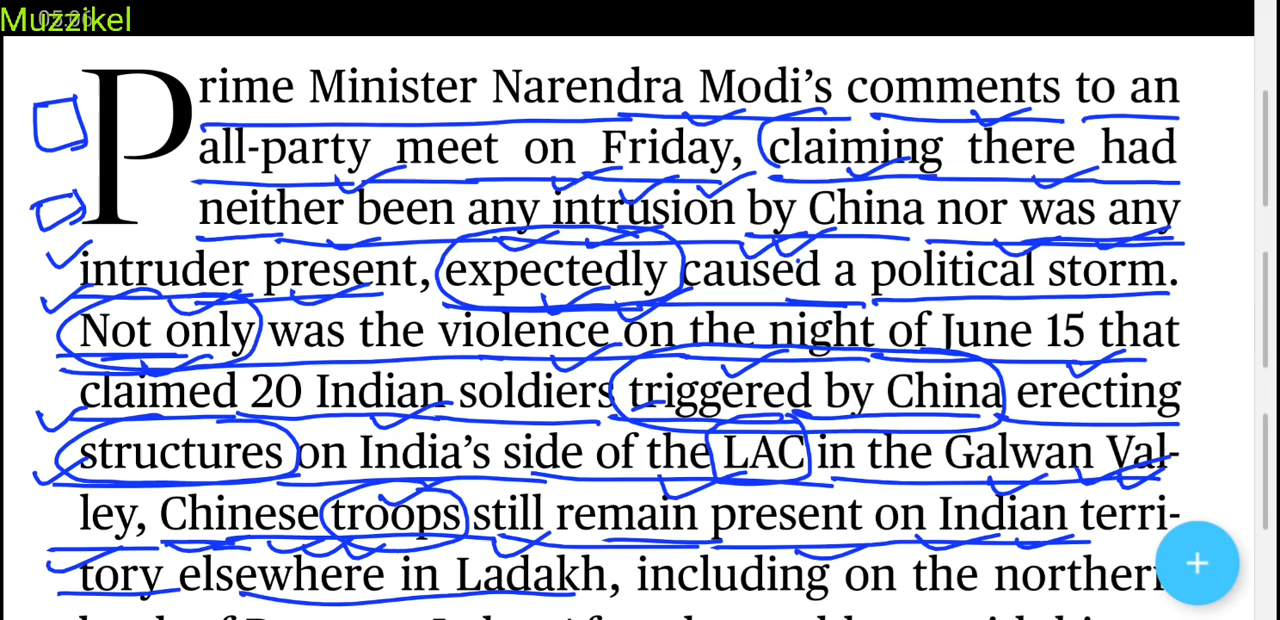 Muzzikel
Prime Minister Narendra Modi's comments to an
all-party meet on Friday, claiming there had
neither been any intrusion by China nor was any
intruder present, expectedly caused a political storm.
Not only was the violence on the night of June 15 that
claimed 20 Indian soldiers triggered by China erecting
structures on India's side of the LAC in the Galwan Val-
ley, Chinese troops still remain present on Indian terri-
tory elsewhere in Ladakh, including on the northern